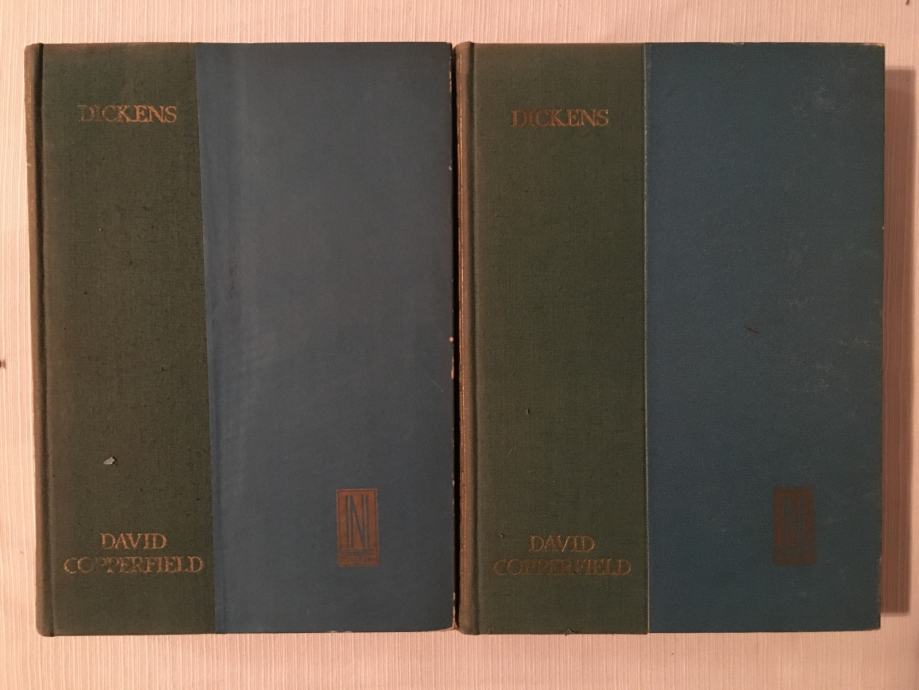 DICKENS
DAVID
COPPERFIELD
N
DICKENS
DAVID
COPPERFIELD
N